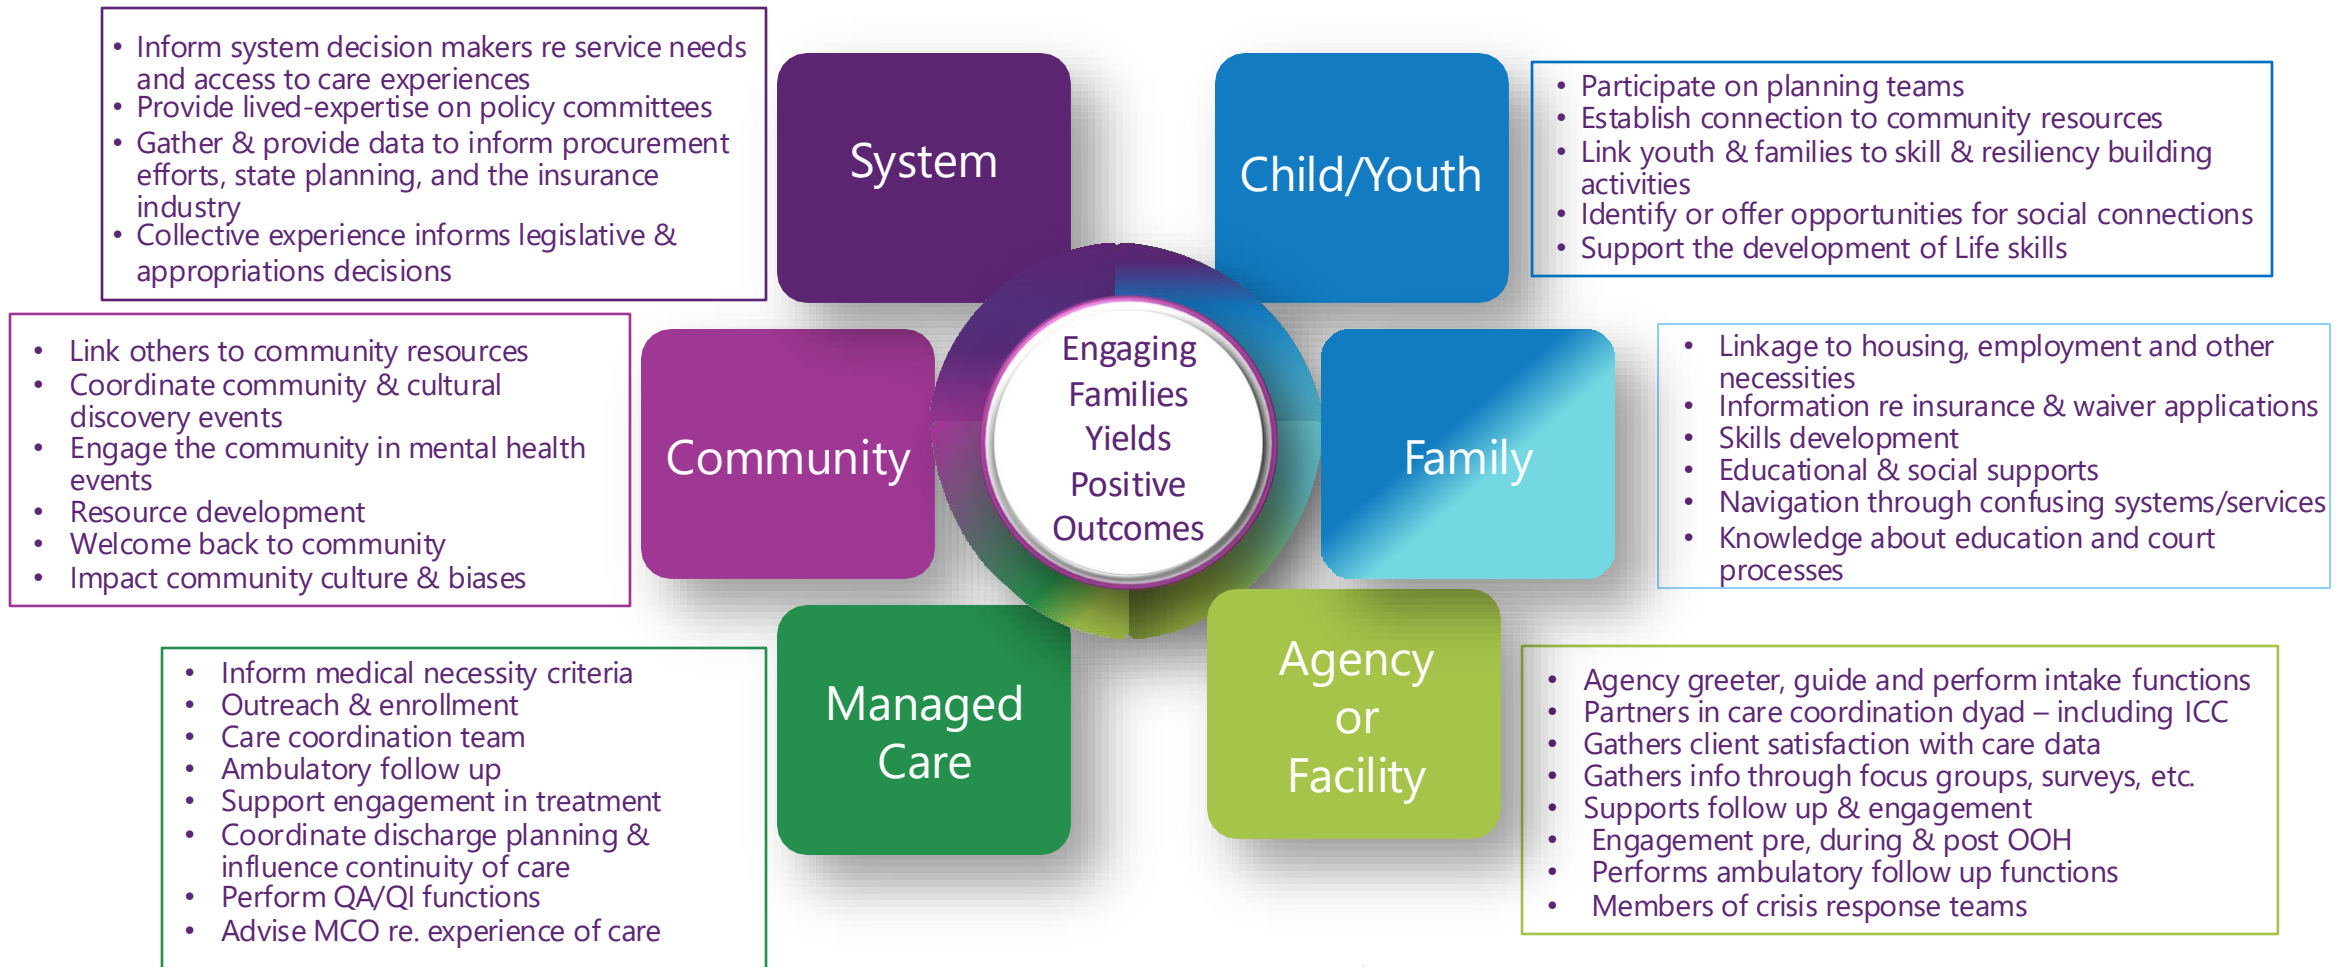 • Inform system decision makers re service needs
and access to care experiences
• Provide lived-expertise on policy committees
• Gather & provide data to inform procurement
efforts, state planning, and the insurance
industry
• Collective experience informs legislative &
appropriations decisions
System
Child/Youth
• Participate on planning teams
• Establish connection to community resources
• Link youth & families to skill & resiliency building
activities
• Identify or offer opportunities for social connections
• Support the development of Life skills
• Link others to community resources
• Coordinate community & cultural
discovery events
• Engage the community in mental health
events
• Resource development
• Welcome back to community
• Impact community culture & biases
Community
Engaging
Families
Yields
Positive
Outcomes
Family
• Linkage to housing, employment and other
necessities
• Information re insurance & waiver applications
• Skills development
• Educational & social supports
• Navigation through confusing systems/services
• Knowledge about education and court
processes
• Inform medical necessity criteria
• Outreach & enrollment
• Care coordination team
• Ambulatory follow up
• Support engagement in treatment
• Coordinate discharge planning &
influence continuity of care
• Perform QA/QI functions
• Advise MCO re. experience of care
Managed
Care
Agency
or
Facility
• Agency greeter, guide and perform intake functions
• Partners in care coordination dyad – including ICC
• Gathers client satisfaction with care data
• Gathers info through focus groups, surveys, etc.
• Supports follow up & engagement
• Engagement pre, during & post OOH
• Performs ambulatory follow up functions
• Members of crisis response teams